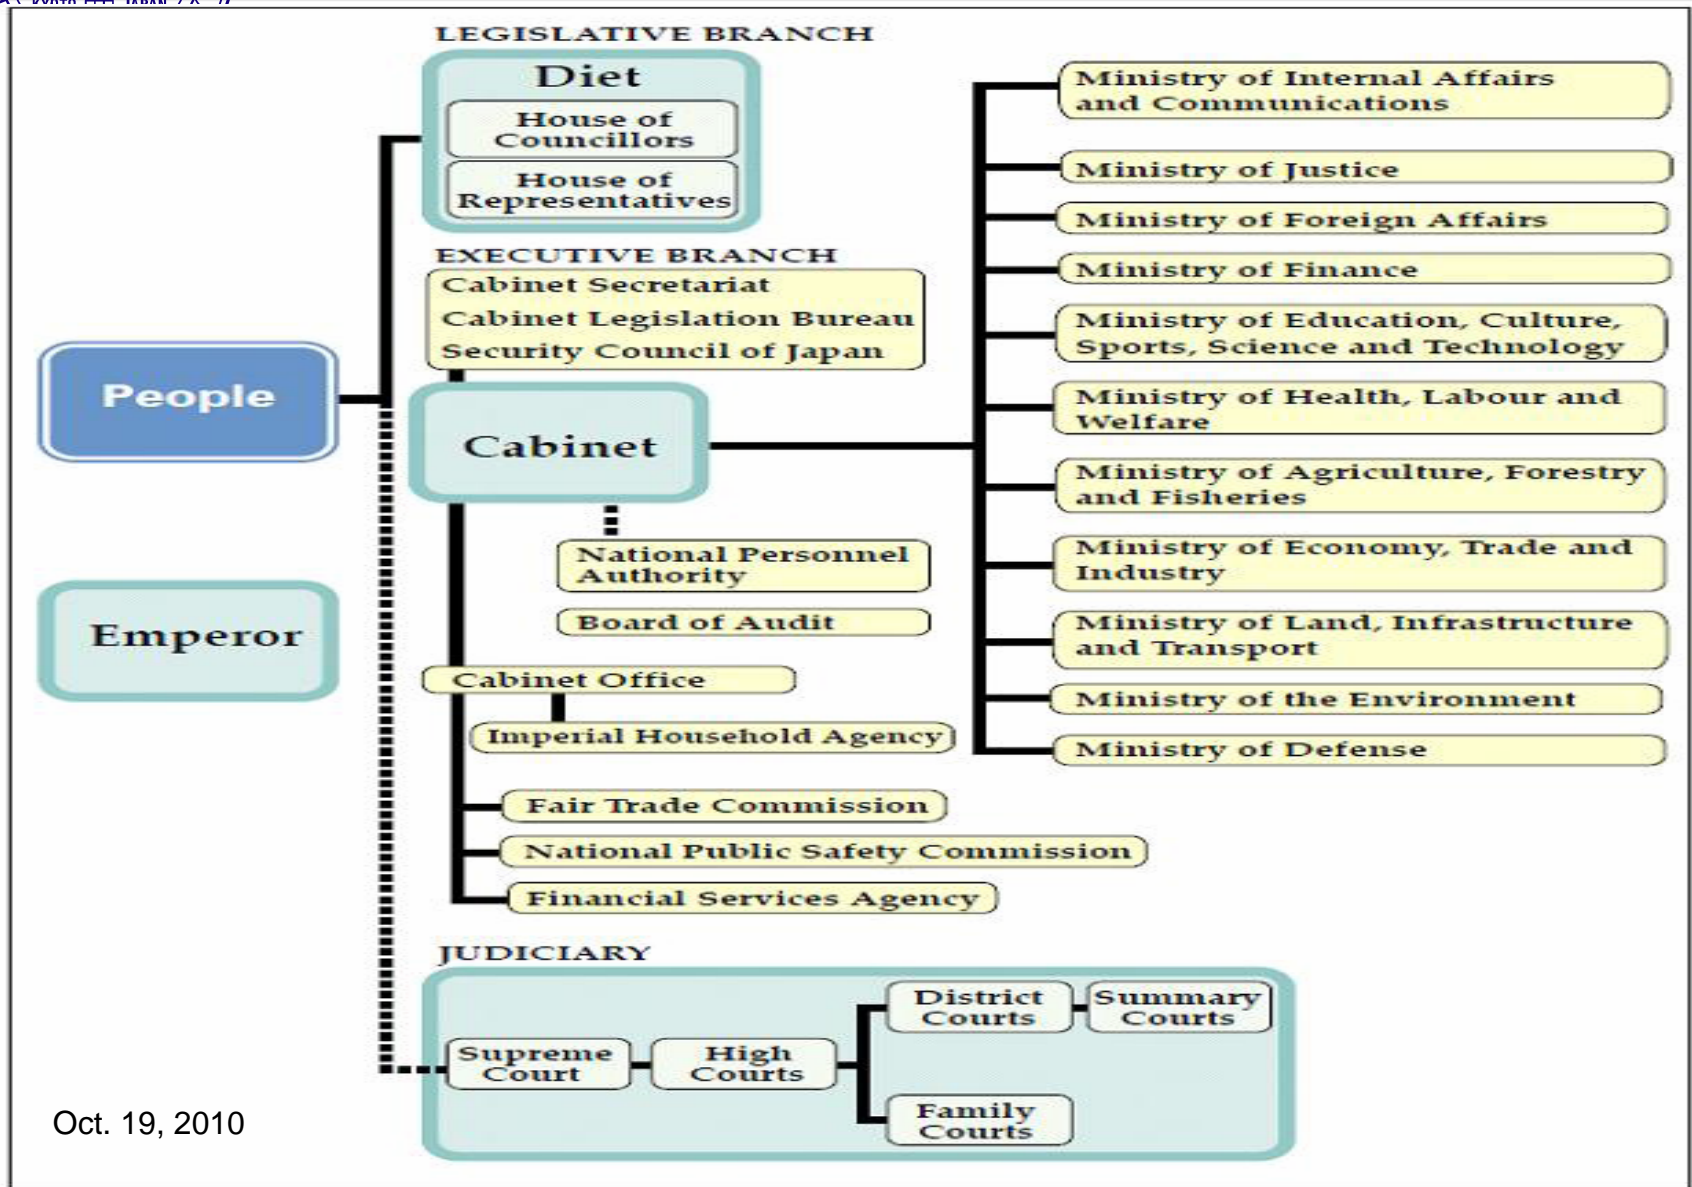 KYOTO
JAPAN
LEGISLATIVE BRANCH
Diet
House of
Councillors
House of
Representatives
EXECUTIVE BRANCH
Cabinet Secretariat
Cabinet Legislation Bureau
Security Council of Japan
People
Cabinet
National Personnel
Authority
Board of Audit
Emperor
Cabinet Office
Imperial Household Agency
Fair Trade Commission
National Public Safety Commission
Financial Services Agency
Ministry of Internal Affairs
and Communications
Ministry of Justice
Ministry of Foreign Affairs
Ministry of Finance
Ministry of Education, Culture,
Sports, Science and Technology
Ministry of Health, Labour and
Welfare
Ministry of Agriculture, Forestry
and Fisheries
Ministry of Economy, Trade and
Industry
Ministry of Land, Infrastructure
and Transport
Ministry of the Environment
Ministry of Defense
JUDICIARY
Supreme
Court
High
Courts
District
Courts
Summary
Courts
Family
Courts
Oct. 19, 2010